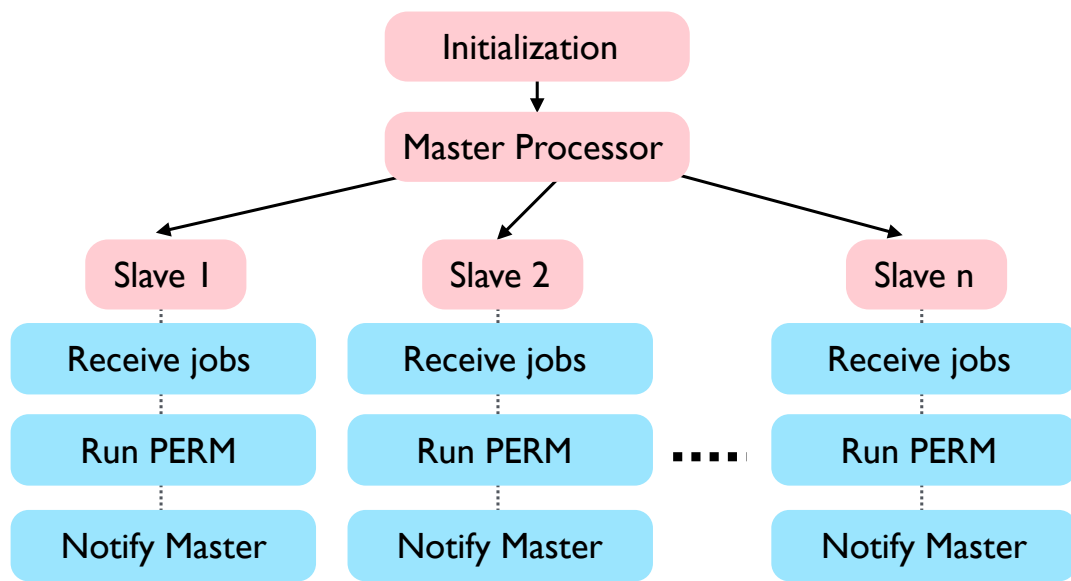 Initialization
Master Processor
Slave 1
Slave 2
Slave n
Receive jobs
Receive jobs
Receive jobs
Run PERM
Run PERM
Run PERM
Notify Master
Notify Master
Notify Master